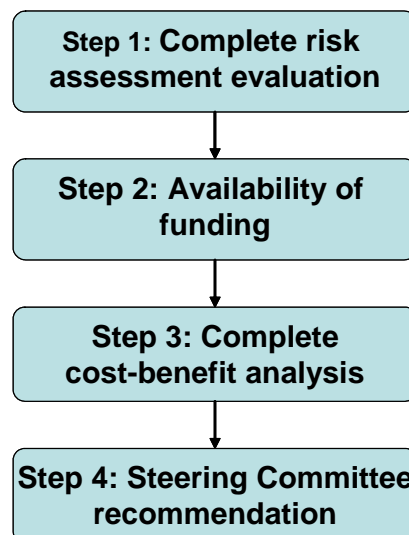 Step 1: Complete risk
assessment evaluation
Step 2: Availability of
funding
Step 3: Complete
cost-benefit analysis
Step 4: Steering Committee
recommendation